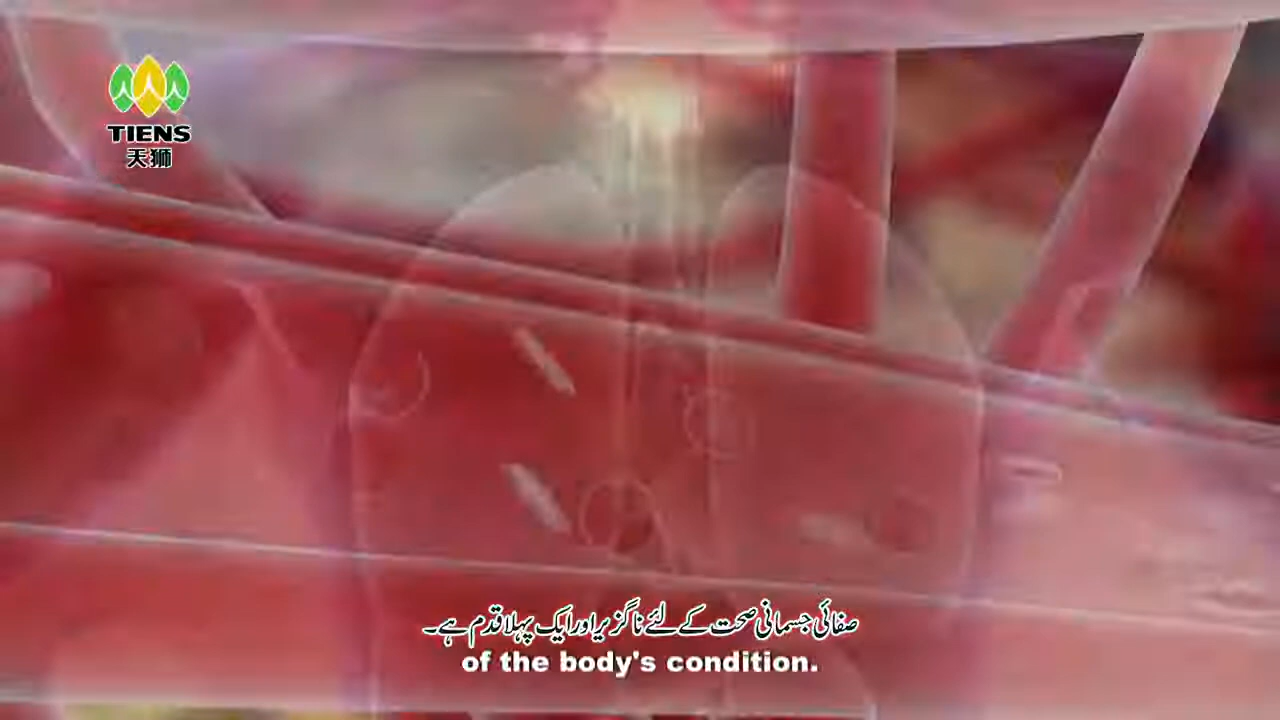 TIENS
天狮
صفائی جسمانی صحت کے لئے ناگزیر اور ایک پہلا قدم ہے۔
of the body's condition.